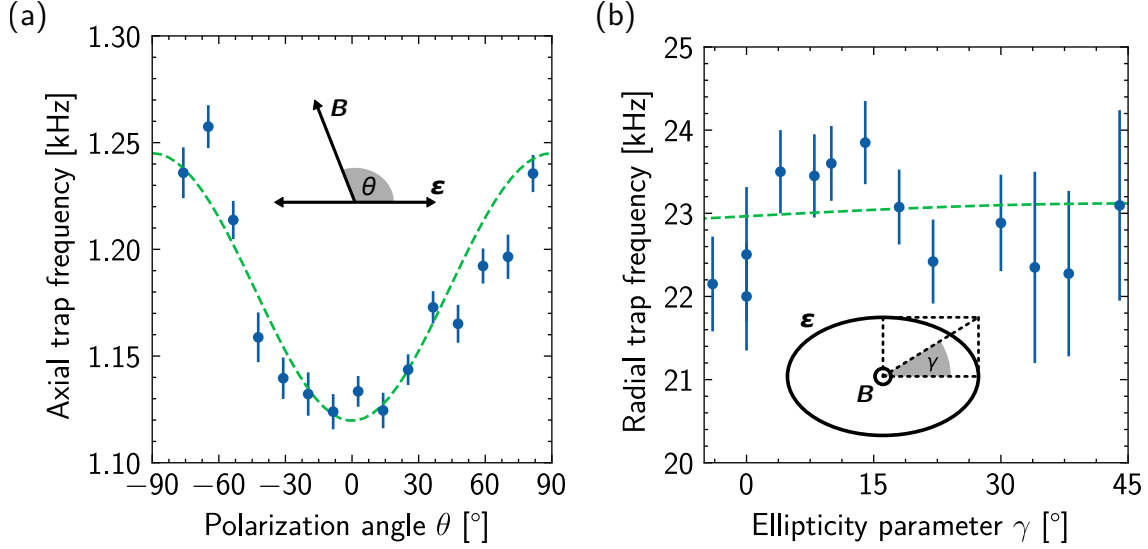 (a)
Axial trap frequency [kHz]
1.30
1.25
1.20
1.15
1.10
B
θ
ε
−90 −60 −30 0 30 60 90
Polarization angle θ [°]
(b)
Radial trap frequency [kHz]
25
24
23
22
21
20
ε
γ
B
0 15 30 45
Ellipticity parameter γ [°]